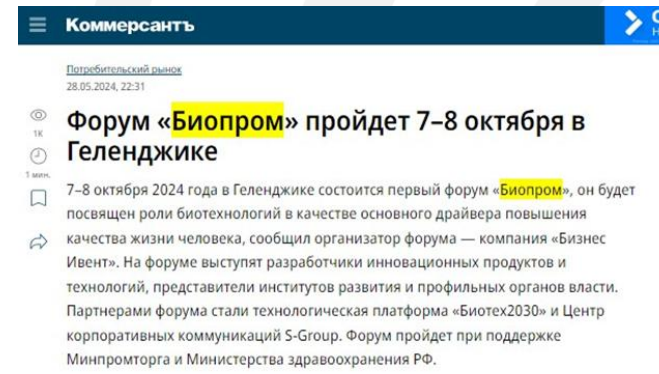 Коммерсантъ
Потребительский рынок
28.05.2024, 22:31
1K
1 мин.
Форум «Биопром» пройдет 7–8 октября в
Геленджике
7–8 октября 2024 года в Геленджике состоится первый форум «Биопром», он будет
посвящен роли биотехнологий в качестве основного драйвера повышения
качества жизни человека, сообщил организатор форума — компания «Бизнес
Ивент». На форуме выступят разработчики инновационных продуктов и
технологий, представители институтов развития и профильных органов власти.
Партнерами форума стали технологическая платформа «Биотех2030» и Центр
корпоративных коммуникаций S-Group. Форум пройдет при поддержке
Минпромторга и Министерства здравоохранения РФ.